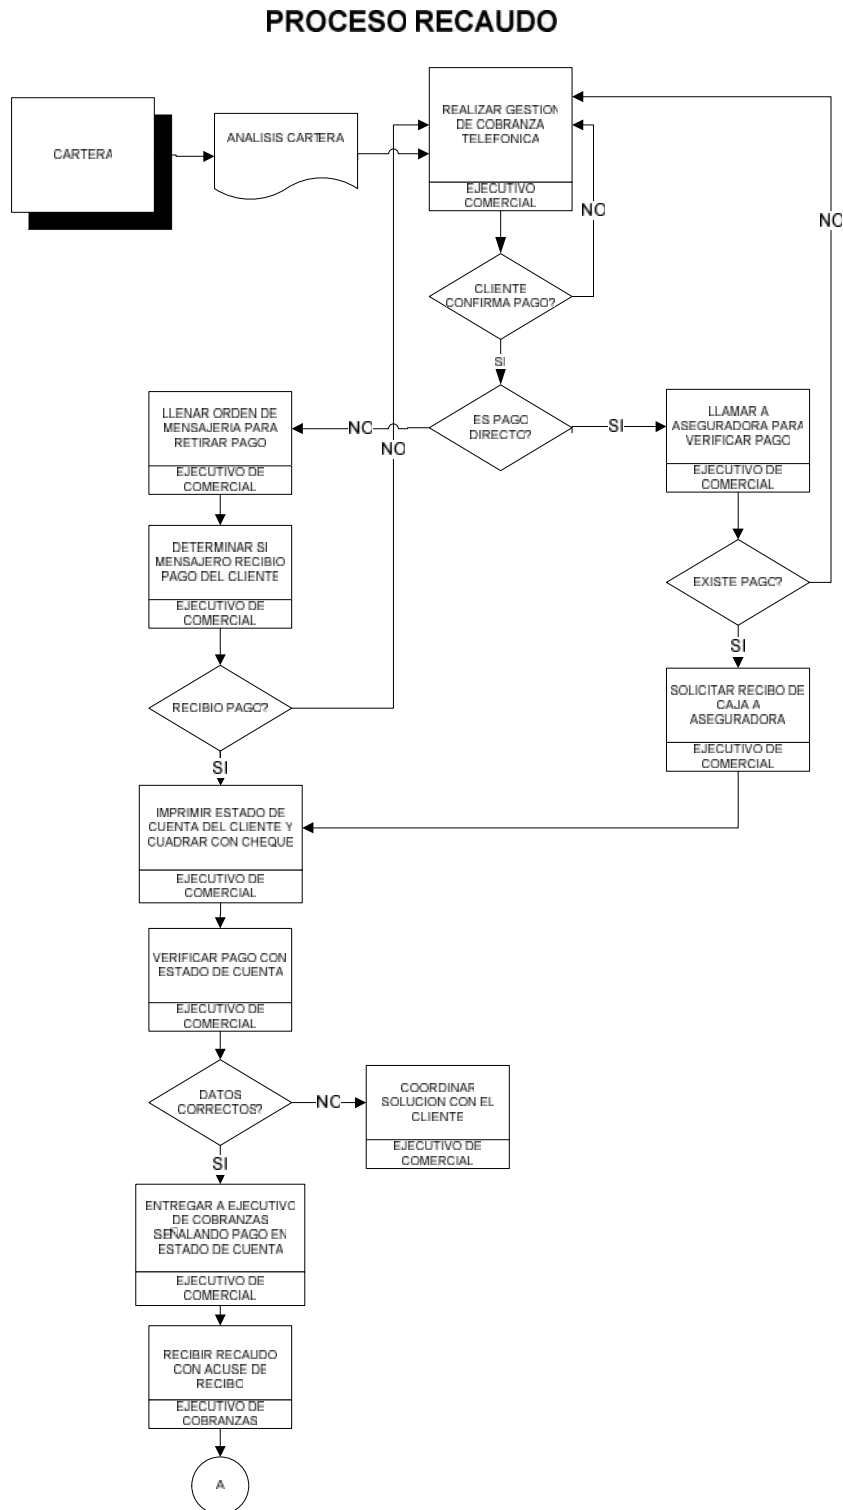 PROCESO RECAUDO
CARTERA
ANALISIS CARTERA
REALIZAR GESTION
DE COBRANZA
TELEFONICA
EJECUTIVO
COMERCIAL
NO
NO
CLIENTE
CONFIRMA PAGO?
SI
ES PAGO
DIRECTO?
NO
SI
NO
LLENAR ORDEN DE
MENSAJERIA PARA
RETIRAR PAGO
EJECUTIVO DE
COMERCIAL
LLAMAR A
ASEGURADORA PARA
VERIFICAR PAGO
EJECUTIVO DE
COMERCIAL
DETERMINAR SI
MENSAJERO RECIBIO
PAGO DEL CLIENTE
EJECUTIVO DE
COMERCIAL
EXISTE PAGO?
SI
RECIBIO PAGO?
SI
SOLICITAR RECIBO DE
CAJA A
ASEGURADORA
EJECUTIVO DE
COMERCIAL
IMPRIMIR ESTADO DE
CUENTA DEL CLIENTE Y
CUADRAR CON CHEQUE
EJECUTIVO DE
COMERCIAL
VERIFICAR PAGO CON
ESTADO DE CUENTA
EJECUTIVO DE
COMERCIAL
DATOS
CORRECTOS?
NO
SI
COORDINAR
SOLUCION CON EL
CLIENTE
EJECUTIVO DE
COMERCIAL
ENTREGAR A EJECUTIVO
DE COBRANZAS
SEÑALANDO PAGO EN
ESTADO DE CUENTA
EJECUTIVO DE
COMERCIAL
RECIBIR RECAUDO
CON ACUSE DE
RECIBO
EJECUTIVO DE
COBRANZAS
A